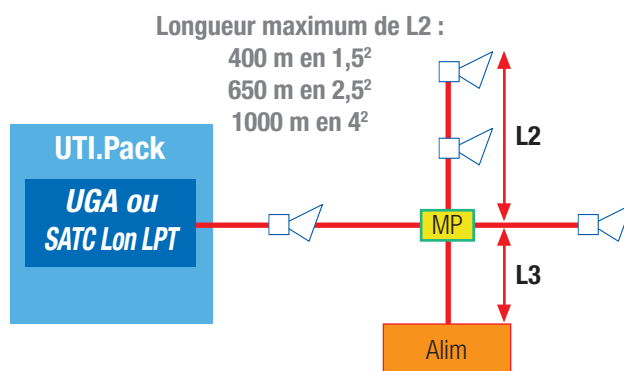 Longueur maximum de L2 :
400 m en 1,5²
650 m en 2,5²
1000 m en 4²
L2
UTI.Pack
UGA ou
SATC Lon LPT
MP
L3
Alim